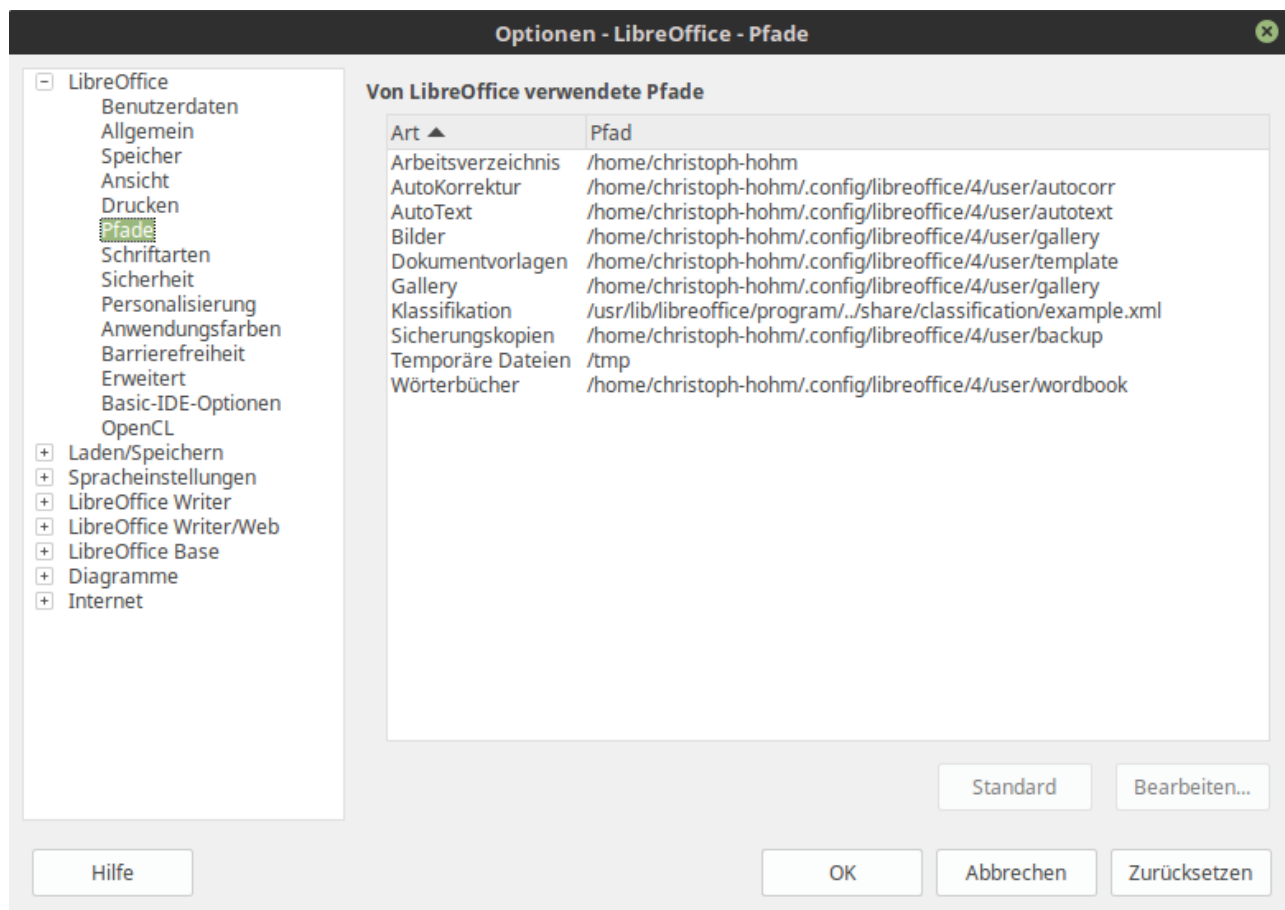 Optionen - LibreOffice - Pfade
LibreOffice
Benutzerdaten
Allgemein
Speicher
Ansicht
Drucken
Pfade
Schriftarten
Sicherheit
Personalisierung
Anwendungsfarben
Barrierefreiheit
Erweitert
Basic-IDE-Optionen
OpenCL
Laden/Speichern
Spracheinstellungen
LibreOffice Writer
LibreOffice Writer/Web
LibreOffice Base
Diagramme
Internet
Von LibreOffice verwendete Pfade
Art Pfad
Arbeitsverzeichnis /home/christoph-hohm
AutoKorrektur /home/christoph-hohm/.config/libreoffice/4/user/autocorr
AutoText /home/christoph-hohm/.config/libreoffice/4/user/autotext
Bilder /home/christoph-hohm/.config/libreoffice/4/user/gallery
Dokumentvorlagen /home/christoph-hohm/.config/libreoffice/4/user/template
Gallery /home/christoph-hohm/.config/libreoffice/4/user/gallery
Klassifikation /usr/lib/libreoffice/program/../share/classification/example.xml
Sicherungskopien /home/christoph-hohm/.config/libreoffice/4/user/backup
Temporäre Dateien /tmp
Wörterbücher /home/christoph-hohm/.config/libreoffice/4/user/wordbook
Standard Bearbeiten...
Hilfe OK Abbrechen Zurücksetzen